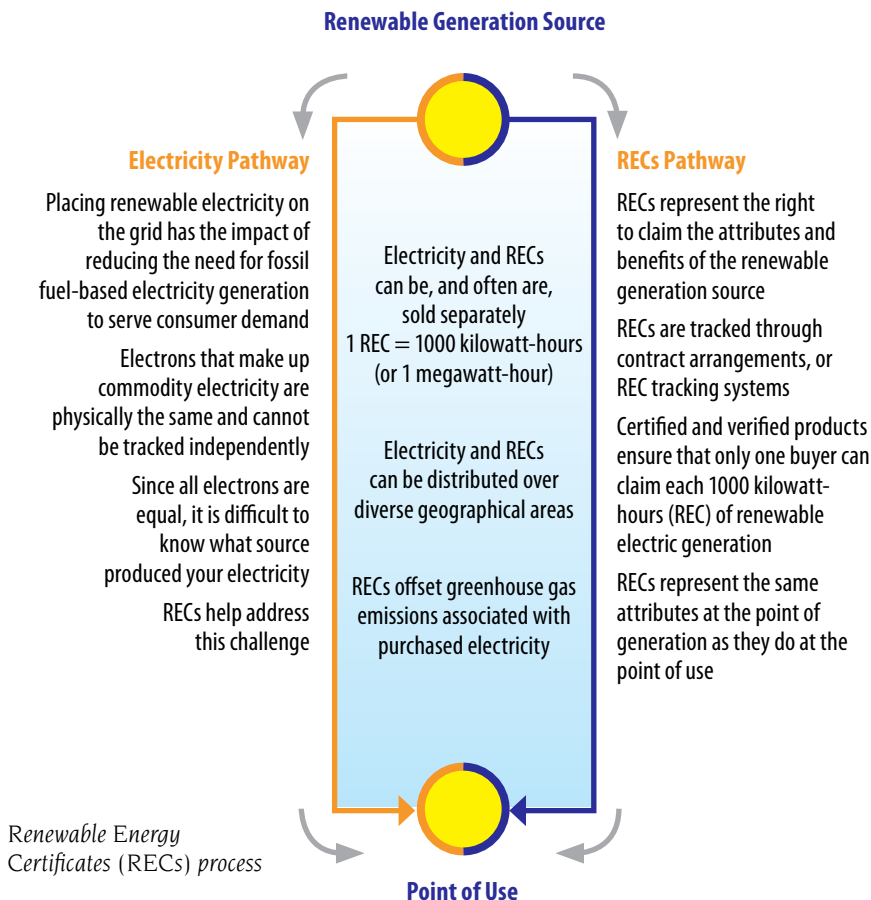 Renewable Generation Source
Electricity Pathway
Placing renewable electricity on
the grid has the impact of
reducing the need for fossil
fuel-based electricity generation
to serve consumer demand
Electrons that make up
commodity electricity are
physically the same and cannot
be tracked independently
Since all electrons are
equal, it is difficult to
know what source
produced your electricity
RECs help address
this challenge
Electricity and RECs
can be, and often are,
sold separately
1 REC = 1000 kilowatt-hours
(or 1 megawatt-hour)
Electricity and RECs
can be distributed over
diverse geographical areas
RECs offset greenhouse gas
emissions associated with
purchased electricity
RECs Pathway
RECs represent the right
to claim the attributes and
benefits of the renewable
generation source
RECs are tracked through
contract arrangements, or
REC tracking systems
Certified and verified products
ensure that only one buyer can
claim each 1000 kilowatt-
hours (REC) of renewable
electric generation
RECs represent the same
attributes at the point of
generation as they do at the
point of use
Renewable Energy
Certificates (RECs) process
Point of Use